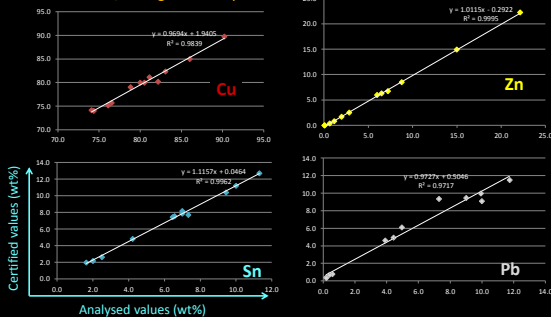 95.0
90.0
85.0
80.0
75.0
70.0
70.0 75.0 80.0 85.0 90.0 95.0
y = 0.9694x + 1.9405
R² = 0.9839
Cu
20.0
15.0
10.0
5.0
0.0
0.0 5.0 10.0 15.0 20.0 25.0
y = 1.0115x - 0.2922
R² = 0.9995
Zn
Certified values (wt%)
14.0
12.0
10.0
8.0
6.0
4.0
2.0
0.0
0.0 2.0 4.0 6.0 8.0 10.0 12.0
y = 1.1157x + 0.0464
R² = 0.9962
Sn
Analysed values (wt%)
14.0
12.0
10.0
8.0
6.0
4.0
2.0
0.0
0.0 2.0 4.0 6.0 8.0 10.0 12.0 14.0
y = 0.9727x + 0.5046
R² = 0.9717
Pb